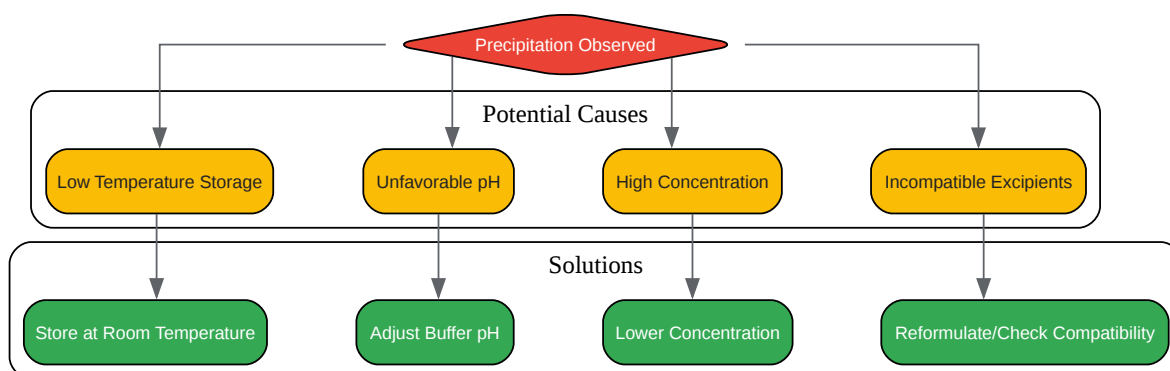 Precipitation Observed
Potential Causes
Low Temperature Storage
Unfavorable pH
High Concentration
Incompatible Excipients
Solutions
Store at Room Temperature
Adjust Buffer pH
Lower Concentration
Reformulate/Check Compatibility